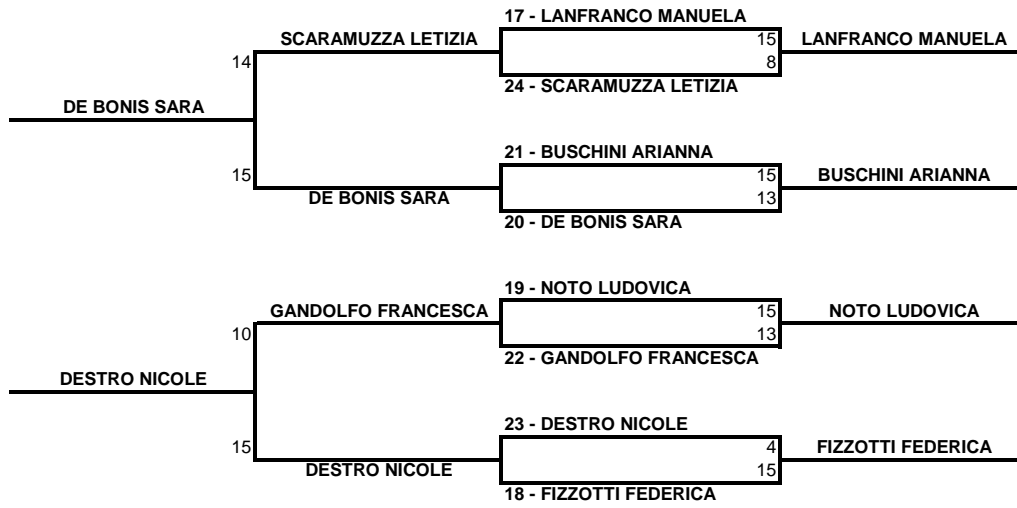 17 - LANFRANCO MANUELA
SCARAMUZZA LETIZIA 15 LANFRANCO MANUELA
14 8
24 - SCARAMUZZA LETIZIA
DE BONIS SARA
21 - BUSCHINI ARIANNA
15 15 BUSCHINI ARIANNA
DE BONIS SARA 13
20 - DE BONIS SARA
19 - NOTO LUDOVICA
GANDOLFO FRANCESCA 15 NOTO LUDOVICA
10 13
22 - GANDOLFO FRANCESCA
DESTRO NICOLE
23 - DESTRO NICOLE
15 4 FIZZOTTI FEDERICA
DESTRO NICOLE 15
18 - FIZZOTTI FEDERICA